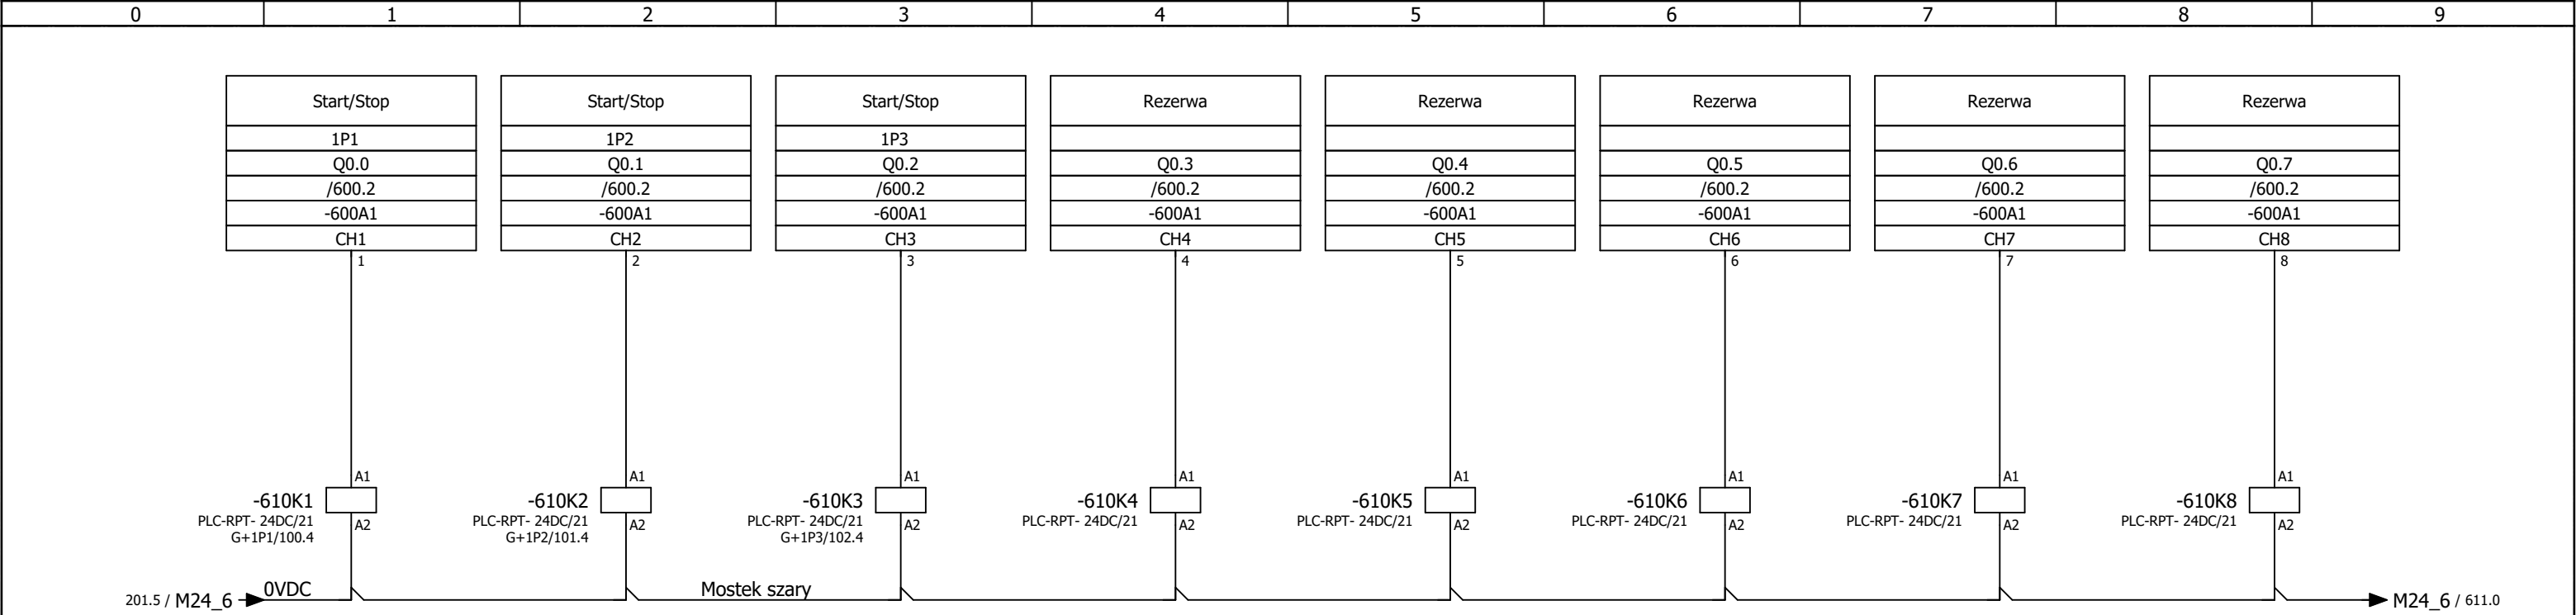 0 1 2 3 4 5 6 7 8 9
Start/Stop Start/Stop Start/Stop Rezerwa Rezerwa Rezerwa Rezerwa Rezerwa
1P1 1P2 1P3
Q0.0 Q0.1 Q0.2 Q0.3 Q0.4 Q0.5 Q0.6 Q0.7
/600.2 /600.2 /600.2 /600.2 /600.2 /600.2 /600.2 /600.2
-600A1 -600A1 -600A1 -600A1 -600A1 -600A1 -600A1 -600A1
CH1 CH2 CH3 CH4 CH5 CH6 CH7 CH8
1 2 3 4 5 6 7 8
A1 A1 A1 A1 A1 A1 A1 A1
-610K1 -610K2 -610K3 -610K4 -610K5 -610K6 -610K7 -610K8
PLC-RPT- 24DC/21 A2 PLC-RPT- 24DC/21 A2 PLC-RPT- 24DC/21 A2 PLC-RPT- 24DC/21 A2 PLC-RPT- 24DC/21 A2 PLC-RPT- 24DC/21 A2 PLC-RPT- 24DC/21 A2 PLC-RPT- 24DC/21 A2
G+1P1/100.4 G+1P2/101.4 G+1P3/102.4
0VDC Mostek szary
201.5 / M24_6 M24_6 / 611.0